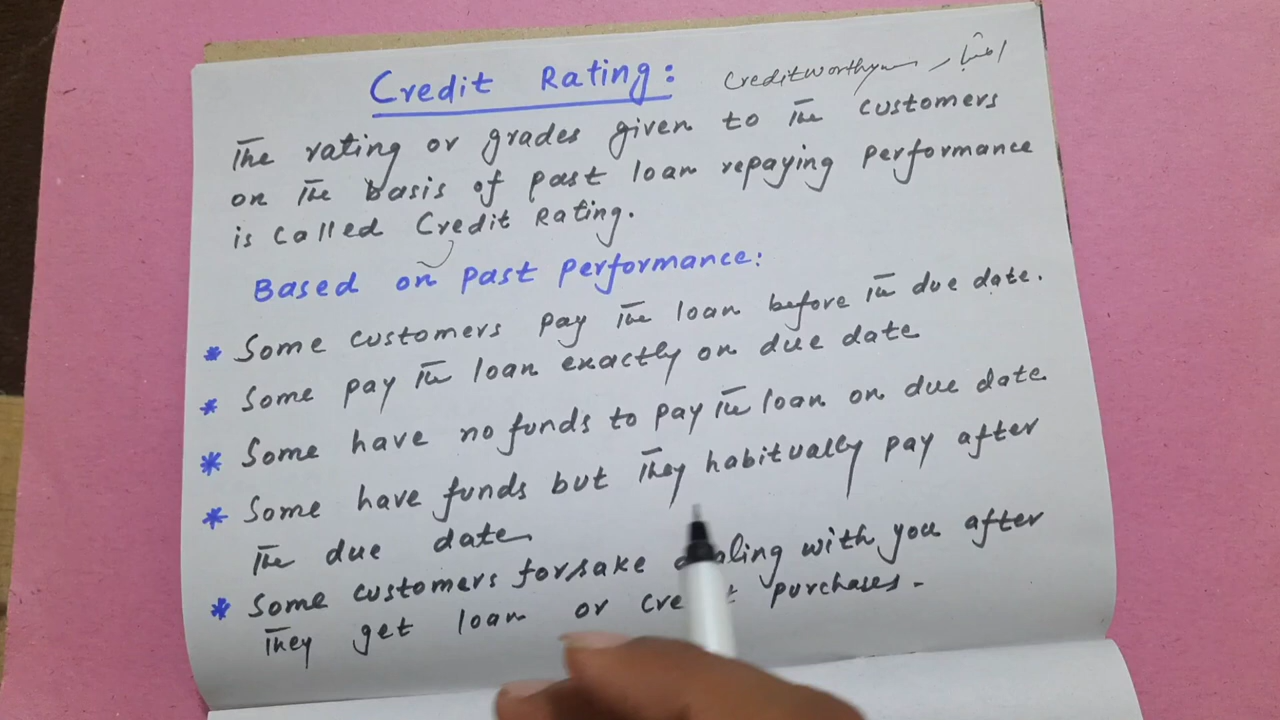 Credit Rating:
Creditworthy اعتبار
The rating or grades given to the customers
on the basis of past loan repaying performance
is called Credit Rating.
Based on past performance:
* Some customers pay the loan before the due date.
* Some pay the loan exactly on due date
* Some have no funds to pay the loan on due date
* Some have funds but they habitually pay after
the due date
* Some customers forsake dealing with you after
they get loan or credit purchases.